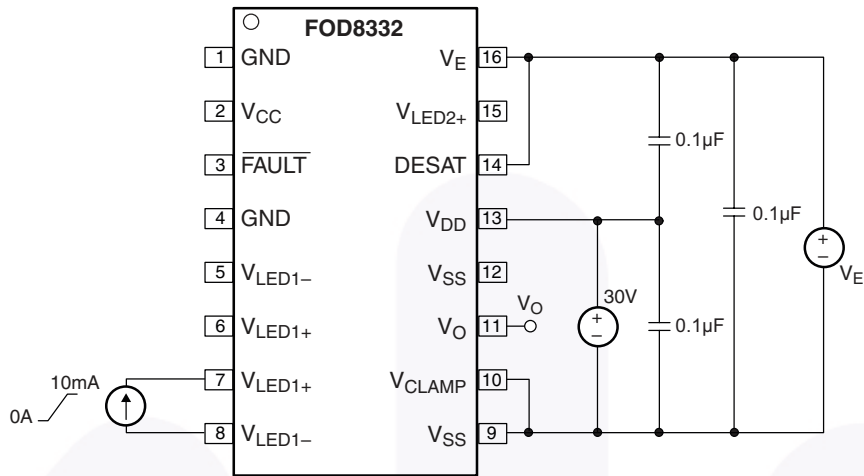 FOD8332
1 GND
2 VCC
3 FAULT
4 GND
5 VLED1–
6 VLED1+
7 VLED1+
8 VLED1–
VE 16
VLED2+ 15
DESAT 14
VDD 13
VSS 12
VO 11
VCLAMP 10
VSS 9
10mA
0A
VO
30V
+
–
0.1µF
0.1µF
0.1µF
+
–
VE